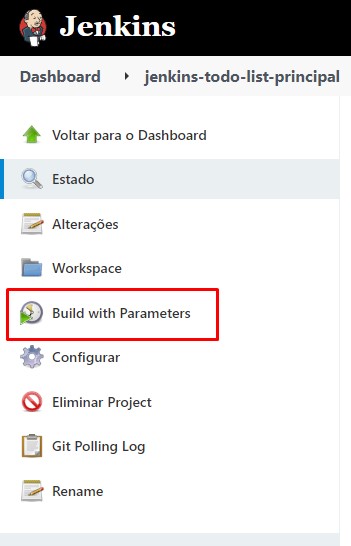 Jenkins
Dashboard jenkins-todo-list-principal
Voltar para o Dashboard
Estado
Alterações
Workspace
Build with Parameters
Configurar
Eliminar Project
Git Polling Log
Rename